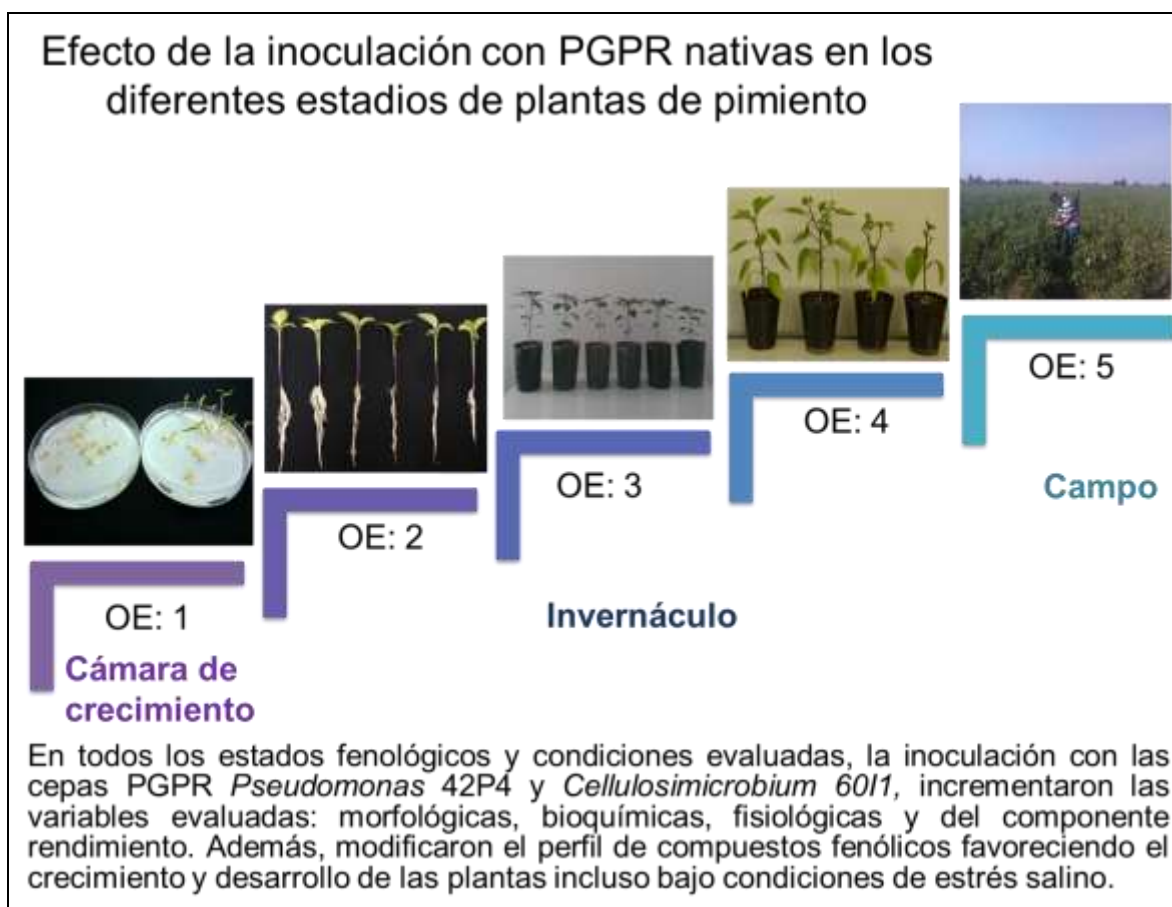 Efecto de la inoculación con PGPR nativas en los
diferentes estadios de plantas de pimiento
OE: 5
OE: 4
Campo
OE: 3
OE: 2
OE: 1
Invernáculo
Cámara de
crecimiento
En todos los estados fenológicos y condiciones evaluadas, la inoculación con las
cepas PGPR Pseudomonas 42P4 y Cellulosimicrobium 60I1, incrementaron las
variables evaluadas: morfológicas, bioquímicas, fisiológicas y del componente
rendimiento. Además, modificaron el perfil de compuestos fenólicos favoreciendo el
crecimiento y desarrollo de las plantas incluso bajo condiciones de estrés salino.